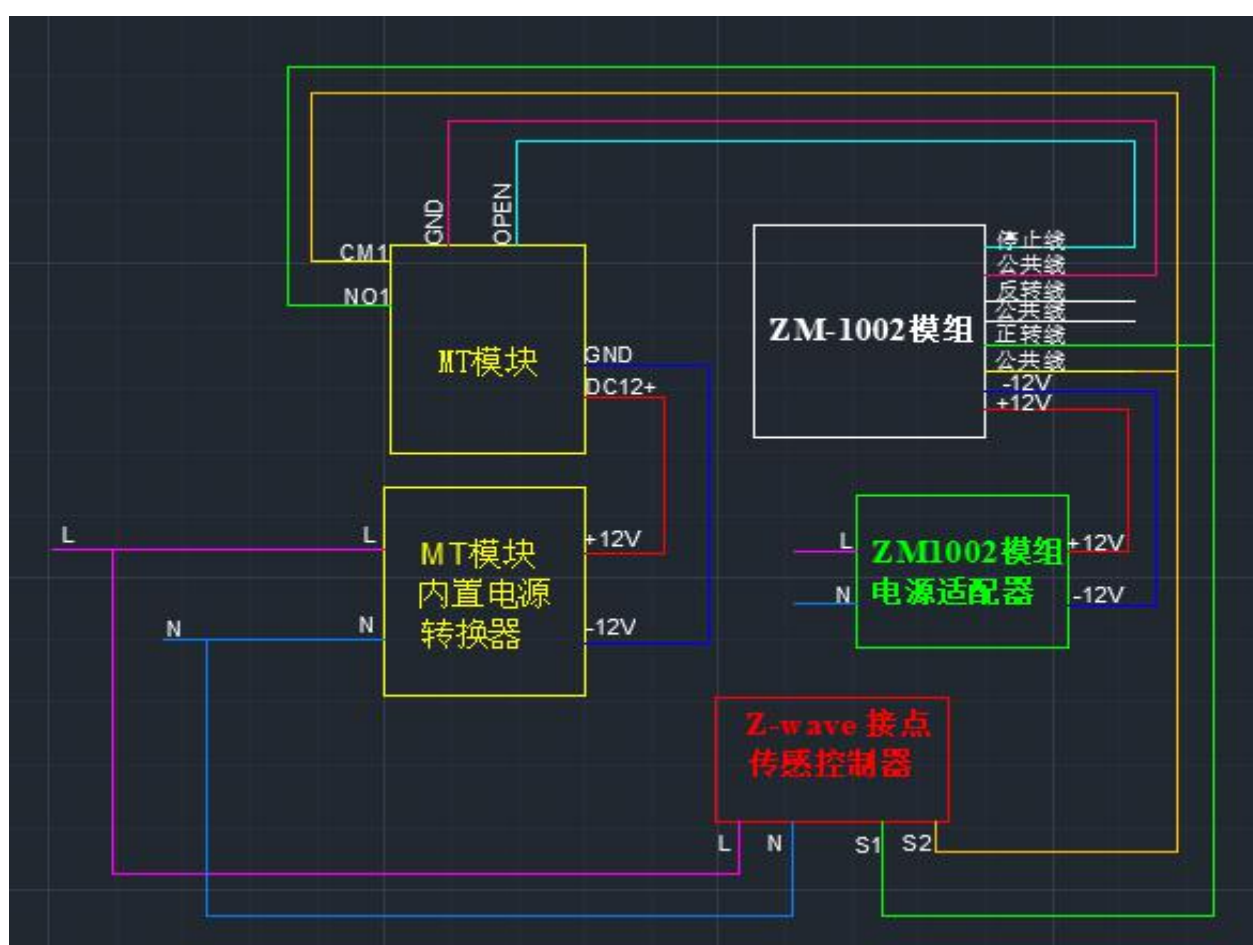 GND
OPEN
CM1
NO1
MT模块
GND
DC12+
ZM-1002模组
停止线
公共线
反转线
公共线
正转线
公共线
-12V
+12V
L
L
N
N
MT模块
内置电源
转换器
+12V
-12V
L
N
ZM1002模组
电源适配器
+12V
-12V
Z-wave 接点
传感控制器
L
N
S1
S2